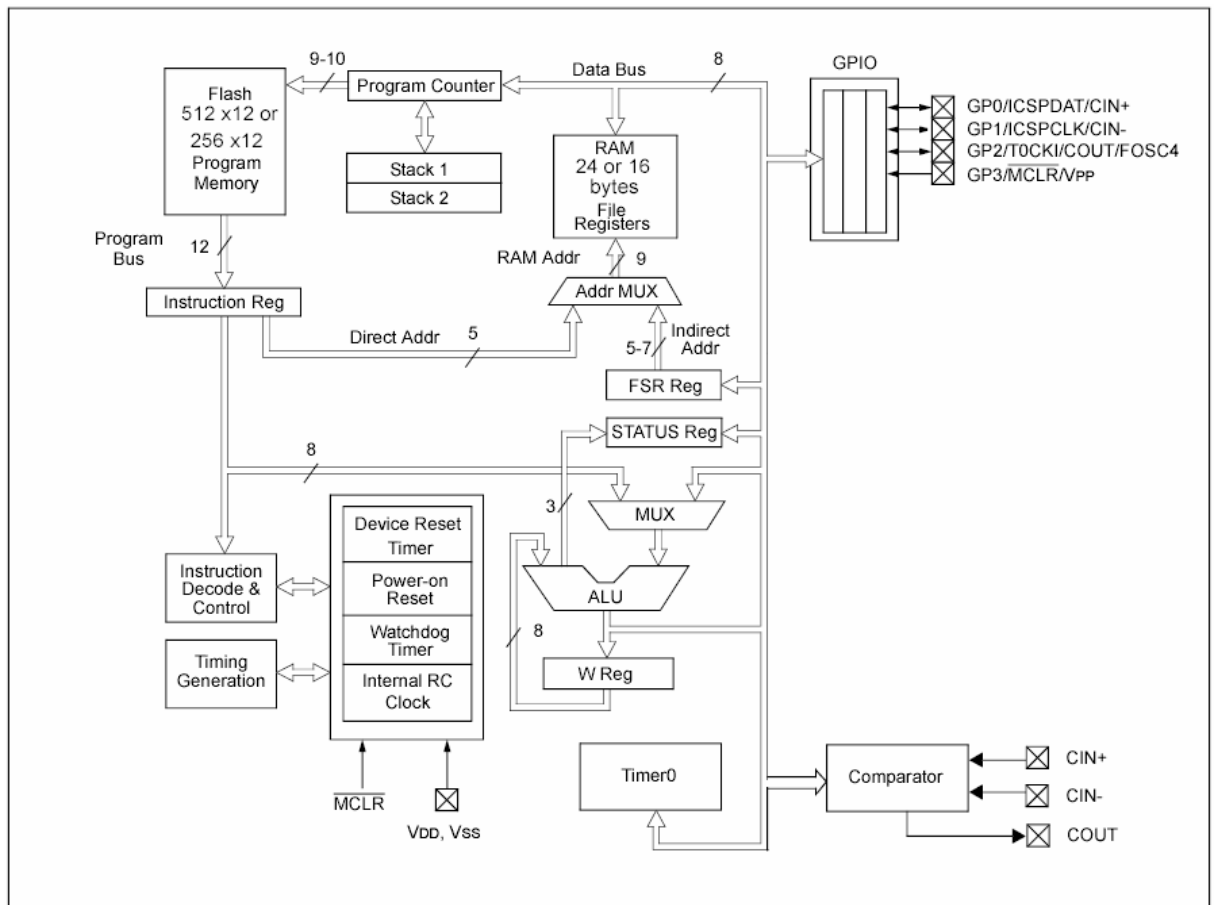 9-10
Data Bus
8
GPIO
Flash
512 x12 or
256 x12
Program
Memory
Program Counter
Stack 1
Stack 2
RAM
24 or 16
bytes
File
Registers
GP0/ICSPDAT/CIN+
GP1/ICSPCLK/CIN-
GP2/T0CKI/COUT/FOSC4
GP3/MCLR/VPP
Program
Bus
12
RAM Addr
9
Instruction Reg
Addr MUX
Direct Addr
5
5-7
Indirect
Addr
FSR Reg
STATUS Reg
8
3
MUX
Device Reset
Timer
Power-on
Reset
Watchdog
Timer
Internal RC
Clock
Instruction
Decode &
Control
Timing
Generation
ALU
8
W Reg
MCLR
VDD, VSS
Timer0
Comparator
CIN+
CIN-
COUT